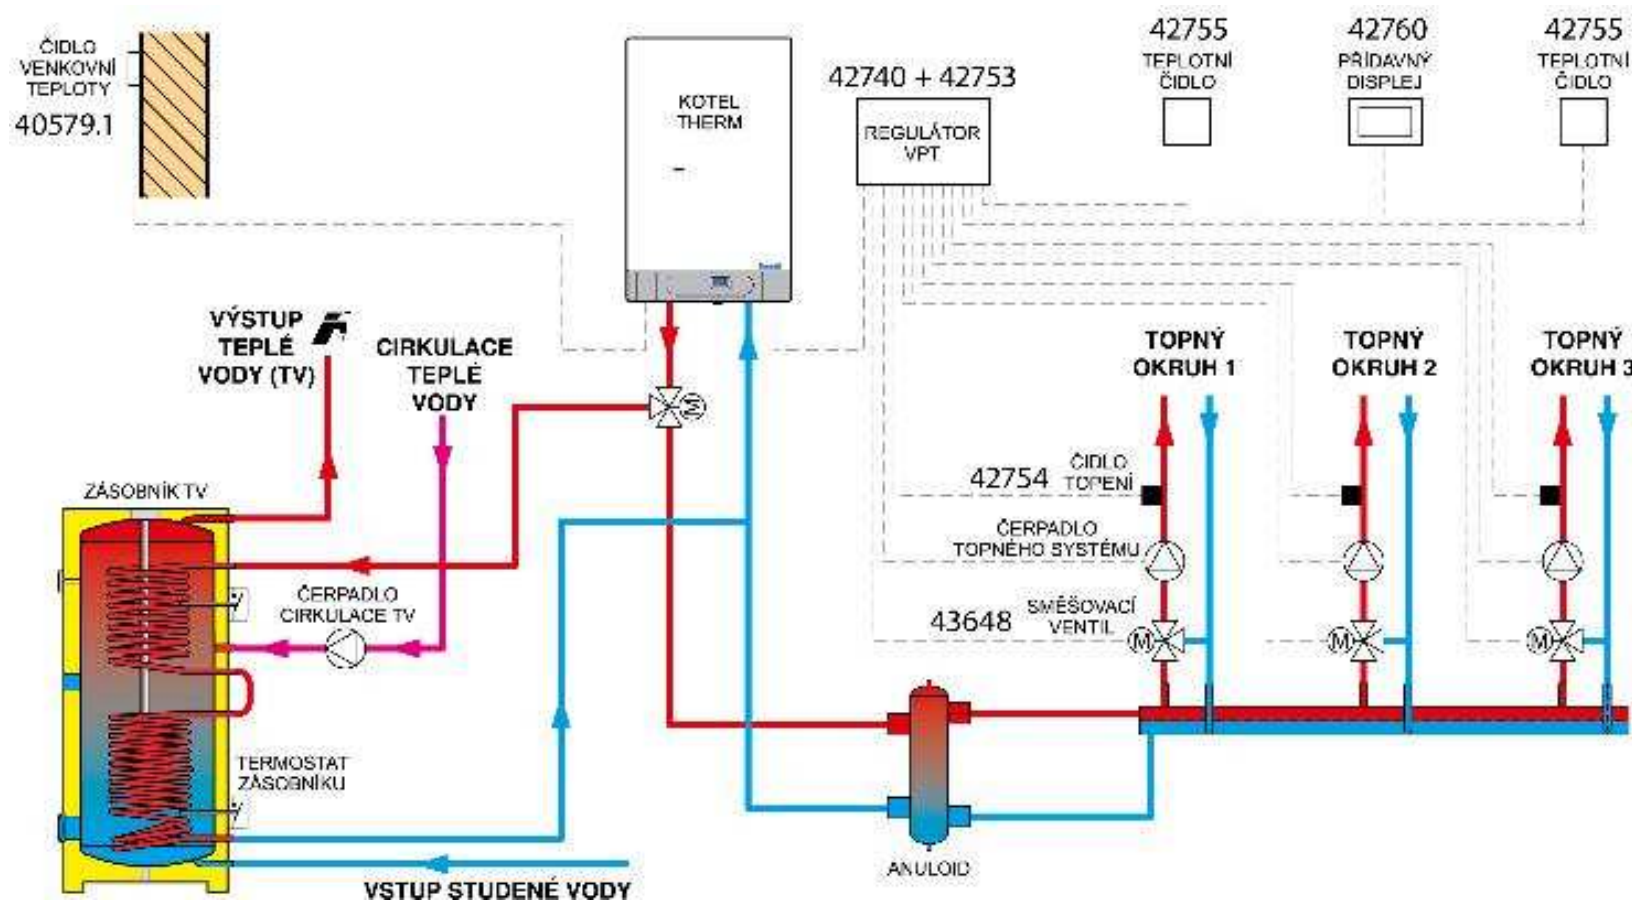 ČIDLO
VENKOVNÍ
TEPLOTY
40579.1
KOTEL
THERM
42740 + 42753
REGULÁTOR
VPT
42755
TEPLOTNÍ
ČIDLO
42760
PŘÍDAVNÝ
DISPLEJ
42755
TEPLOTNÍ
ČIDLO
VÝSTUP
TEPLÉ
VODY (TV)
CIRKULACE
TEPLÉ
VODY
M
TOPNÝ
OKRUH 1
TOPNÝ
OKRUH 2
TOPNÝ
OKRUH 3
42754 ČIDLO
TOPENÍ
ČERPADLO
TOPNÉHO SYSTÉMU
43648 SMĚŠOVACÍ
VENTIL
M
M
M
ZÁSOBNÍK TV
ČERPADLO
CIRKULACE TV
TERMOSTAT
ZÁSOBNÍKU
ANULOID
VSTUP STUDENÉ VODY